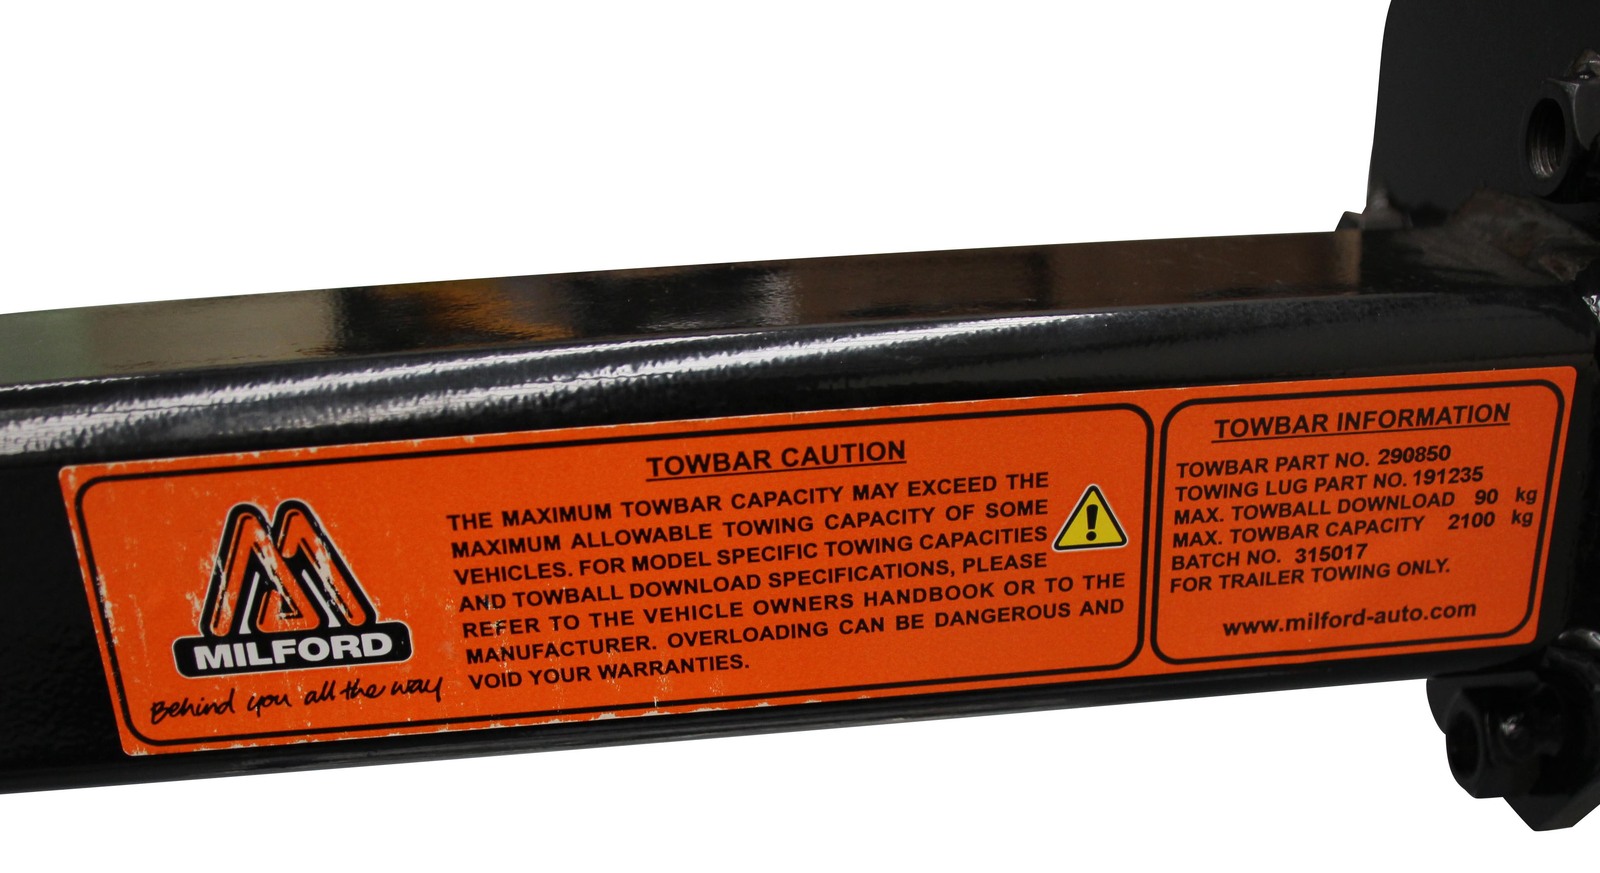 MILFORD
Behind you all the way
TOWBAR CAUTION
THE MAXIMUM TOWBAR CAPACITY MAY EXCEED THE
MAXIMUM ALLOWABLE TOWING CAPACITY OF SOME
VEHICLES. FOR MODEL SPECIFIC TOWING CAPACITIES
AND TOWBALL DOWNLOAD SPECIFICATIONS, PLEASE
REFER TO THE VEHICLE OWNERS HANDBOOK OR TO THE
MANUFACTURER. OVERLOADING CAN BE DANGEROUS AND
VOID YOUR WARRANTIES.
TOWBAR INFORMATION
TOWBAR PART NO. 290850
TOWING LUG PART NO. 191235
MAX. TOWBALL DOWNLOAD 90 kg
MAX. TOWBAR CAPACITY 2100 kg
BATCH NO. 315017
FOR TRAILER TOWING ONLY.
www.milford-auto.com